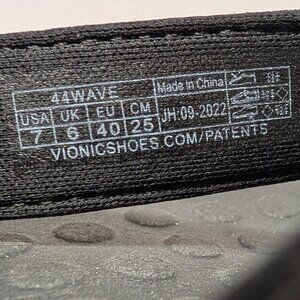 44WAVE
USA UK EU CM
7 6 40 25
Made in China
JH:09-2022
VIONICSHOES.COM/PATENTS